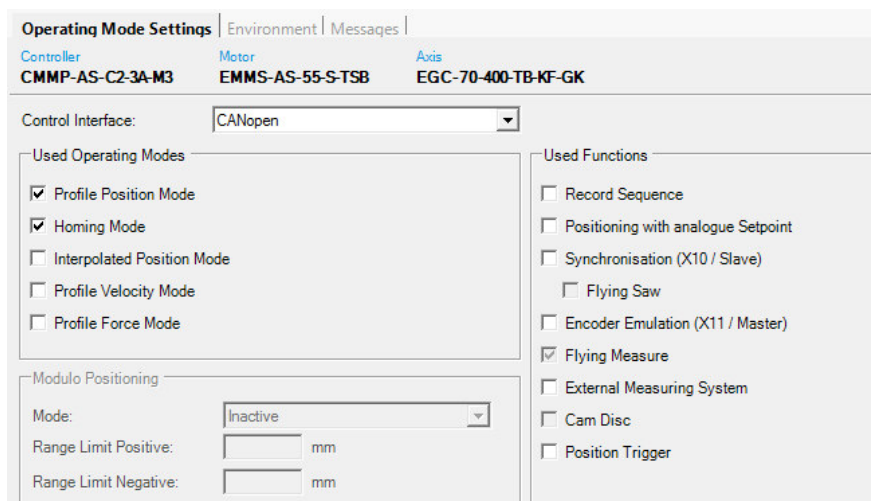 Operating Mode Settings Environment Messages
Controller Motor Axis
CMMP-AS-C2-3A-M3 EMMS-AS-55-S-TSB EGC-70-400-TB-KF-GK
Control Interface: CANopen
Used Operating Modes
Profile Position Mode
Homing Mode
Interpolated Position Mode
Profile Velocity Mode
Profile Force Mode
Modulo Positioning
Mode: Inactive
Range Limit Positive: mm
Range Limit Negative: mm
Used Functions
Record Sequence
Positioning with analogue Setpoint
Synchronisation (X10 / Slave)
Flying Saw
Encoder Emulation (X11 / Master)
Flying Measure
External Measuring System
Cam Disc
Position Trigger